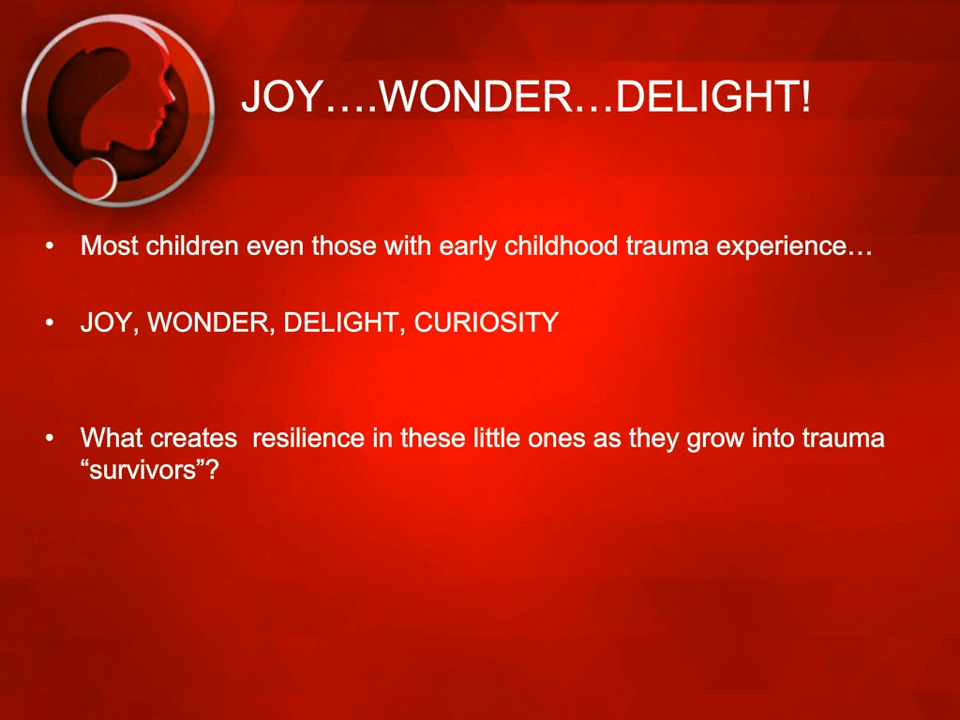 JOY….WONDER…DELIGHT!
• Most children even those with early childhood trauma experience…
• JOY, WONDER, DELIGHT, CURIOSITY
• What creates  resilience in these little ones as they grow into trauma
“survivors”?